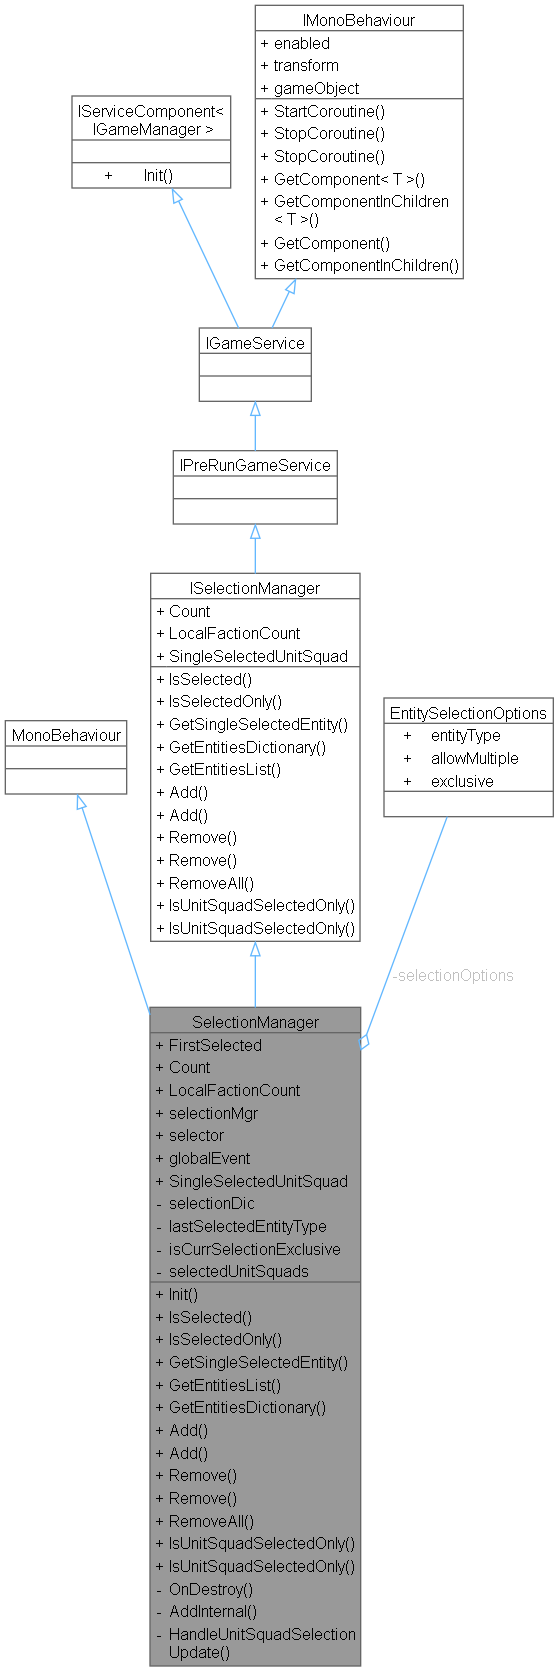 IMonoBehaviour
+ enabled
+ transform
+ gameObject
+ StartCoroutine()
+ StopCoroutine()
+ StopCoroutine()
+ GetComponent< T >()
+ GetComponentInChildren
< T >()
+ GetComponent()
+ GetComponentInChildren()
IServiceComponent<
IGameManager >
+ Init()
IGameService
IPreRunGameService
ISelectionManager
+ Count
+ LocalFactionCount
+ SingleSelectedUnitSquad
+ IsSelected()
+ IsSelectedOnly()
+ GetSingleSelectedEntity()
+ GetEntitiesDictionary()
+ GetEntitiesList()
+ Add()
+ Add()
+ Remove()
+ Remove()
+ RemoveAll()
+ IsUnitSquadSelectedOnly()
+ IsUnitSquadSelectedOnly()
MonoBehaviour
EntitySelectionOptions
+ entityType
+ allowMultiple
+ exclusive
-selectionOptions
SelectionManager
+ FirstSelected
+ Count
+ LocalFactionCount
+ selectionMgr
+ selector
+ globalEvent
+ SingleSelectedUnitSquad
- selectionDic
- lastSelectedEntityType
- isCurrSelectionExclusive
- selectedUnitSquads
+ Init()
+ IsSelected()
+ IsSelectedOnly()
+ GetSingleSelectedEntity()
+ GetEntitiesList()
+ GetEntitiesDictionary()
+ Add()
+ Add()
+ Remove()
+ Remove()
+ RemoveAll()
+ IsUnitSquadSelectedOnly()
+ IsUnitSquadSelectedOnly()
- OnDestroy()
- AddInternal()
- HandleUnitSquadSelection
Update()